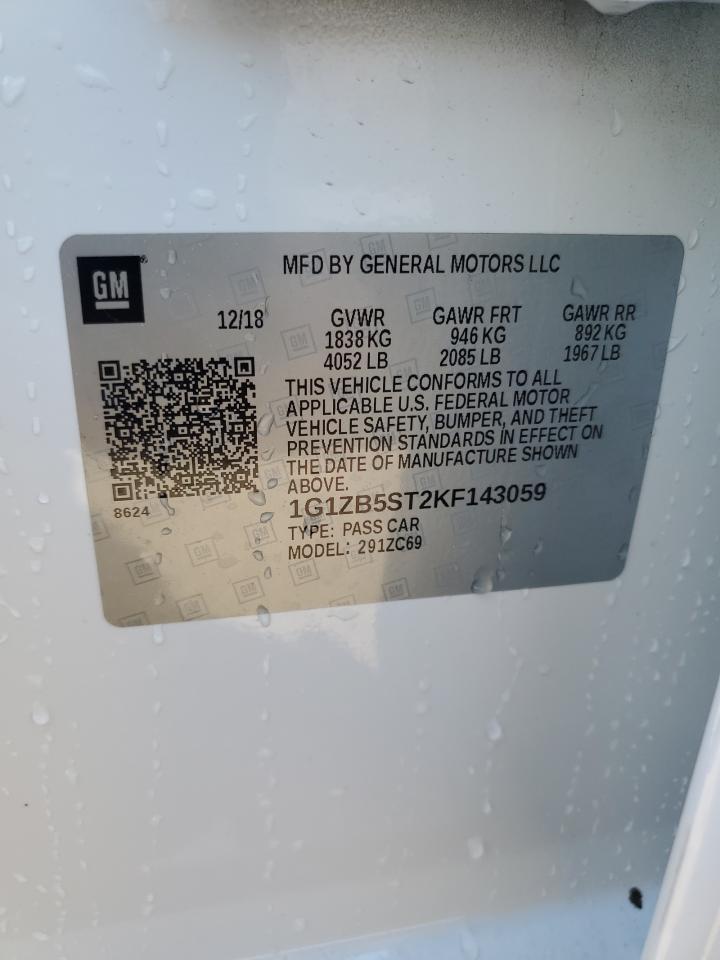 GM
MFD BY GENERAL MOTORS LLC
12/18 GVWR GAWR FRT GAWR RR
1838 KG 946 KG 892 KG
4052 LB 2085 LB 1967 LB
THIS VEHICLE CONFORMS TO ALL
APPLICABLE U.S. FEDERAL MOTOR
VEHICLE SAFETY, BUMPER, AND THEFT
PREVENTION STANDARDS IN EFFECT ON
THE DATE OF MANUFACTURE SHOWN
ABOVE.
8624
1G1ZB5ST2KF143059
TYPE: PASS CAR
MODEL: 291ZC69